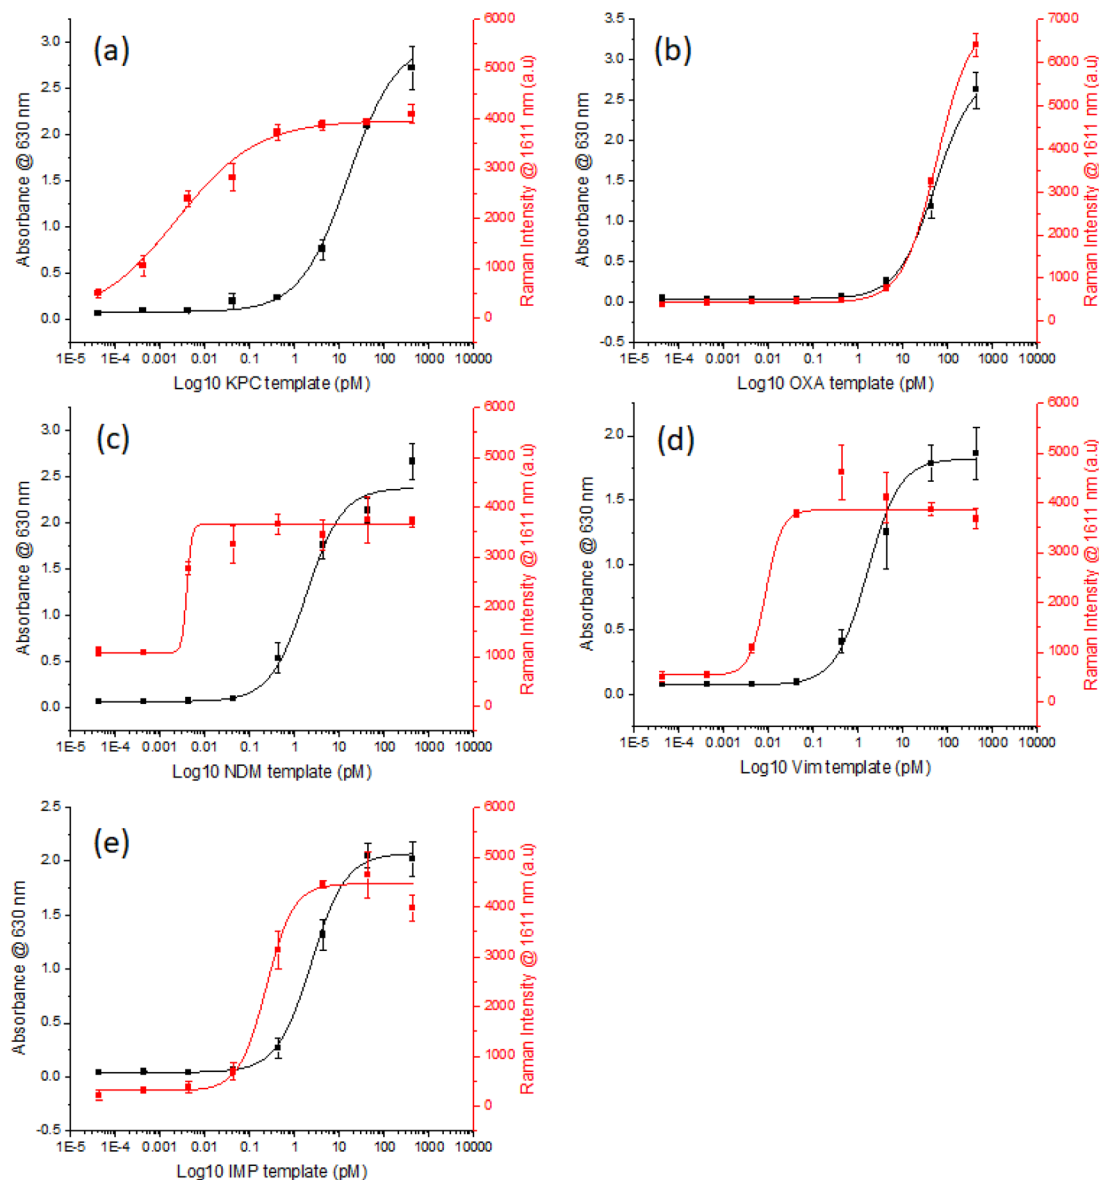 (a)
3.0
2.5
2.0
1.5
1.0
0.5
0.0
Absorbance @ 630 nm
6000
5000
4000
3000
2000
1000
0
Raman Intensity @ 1611 nm (a.u)
1E-5 1E-4 0.001 0.01 0.1 1 10 100 1000 10000
Log10 KPC template (pM)
(b)
3.5
3.0
2.5
2.0
1.5
1.0
0.5
0.0
-0.5
Absorbance @ 630 nm
7000
6000
5000
4000
3000
2000
1000
0
Raman Intensity @ 1611 nm (a.u)
1E-5 1E-4 0.001 0.01 0.1 1 10 100 1000 10000
Log10 OXA template (pM)
(c)
3.0
2.5
2.0
1.5
1.0
0.5
0.0
Absorbance @ 630 nm
6000
5000
4000
3000
2000
1000
0
Raman Intensity @ 1611 nm (a.u)
1E-5 1E-4 0.001 0.01 0.1 1 10 100 1000 10000
Log10 NDM template (pM)
(d)
2.0
1.5
1.0
0.5
0.0
Absorbance @ 630 nm
6000
5000
4000
3000
2000
1000
0
Raman Intensity @ 1611 nm (a.u)
1E-5 1E-4 0.001 0.01 0.1 1 10 100 1000 10000
Log10 Vim template (pM)
(e)
2.5
2.0
1.5
1.0
0.5
0.0
-0.5
Absorbance @ 630 nm
6000
5000
4000
3000
2000
1000
0
Raman Intensity @ 1611 nm (a.u)
1E-5 1E-4 0.001 0.01 0.1 1 10 100 1000 10000
Log10 IMP template (pM)